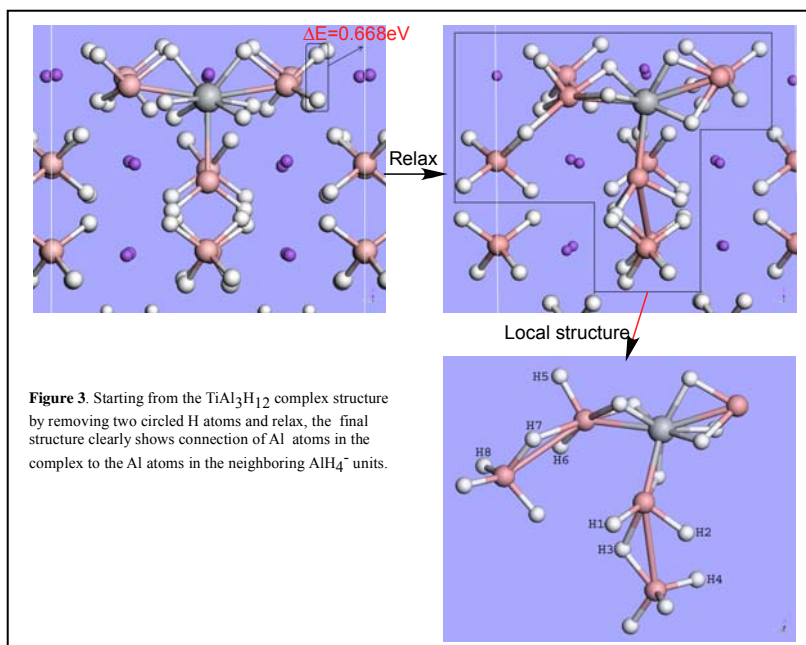 ΔE=0.668eV
Relax
Local structure
Figure 3. Starting from the TiAl3H12 complex structure
by removing two circled H atoms and relax, the final
structure clearly shows connection of Al atoms in the
complex to the Al atoms in the neighboring AlH4- units.
H5
H7
H8
H6
H1
H2
H3
H4